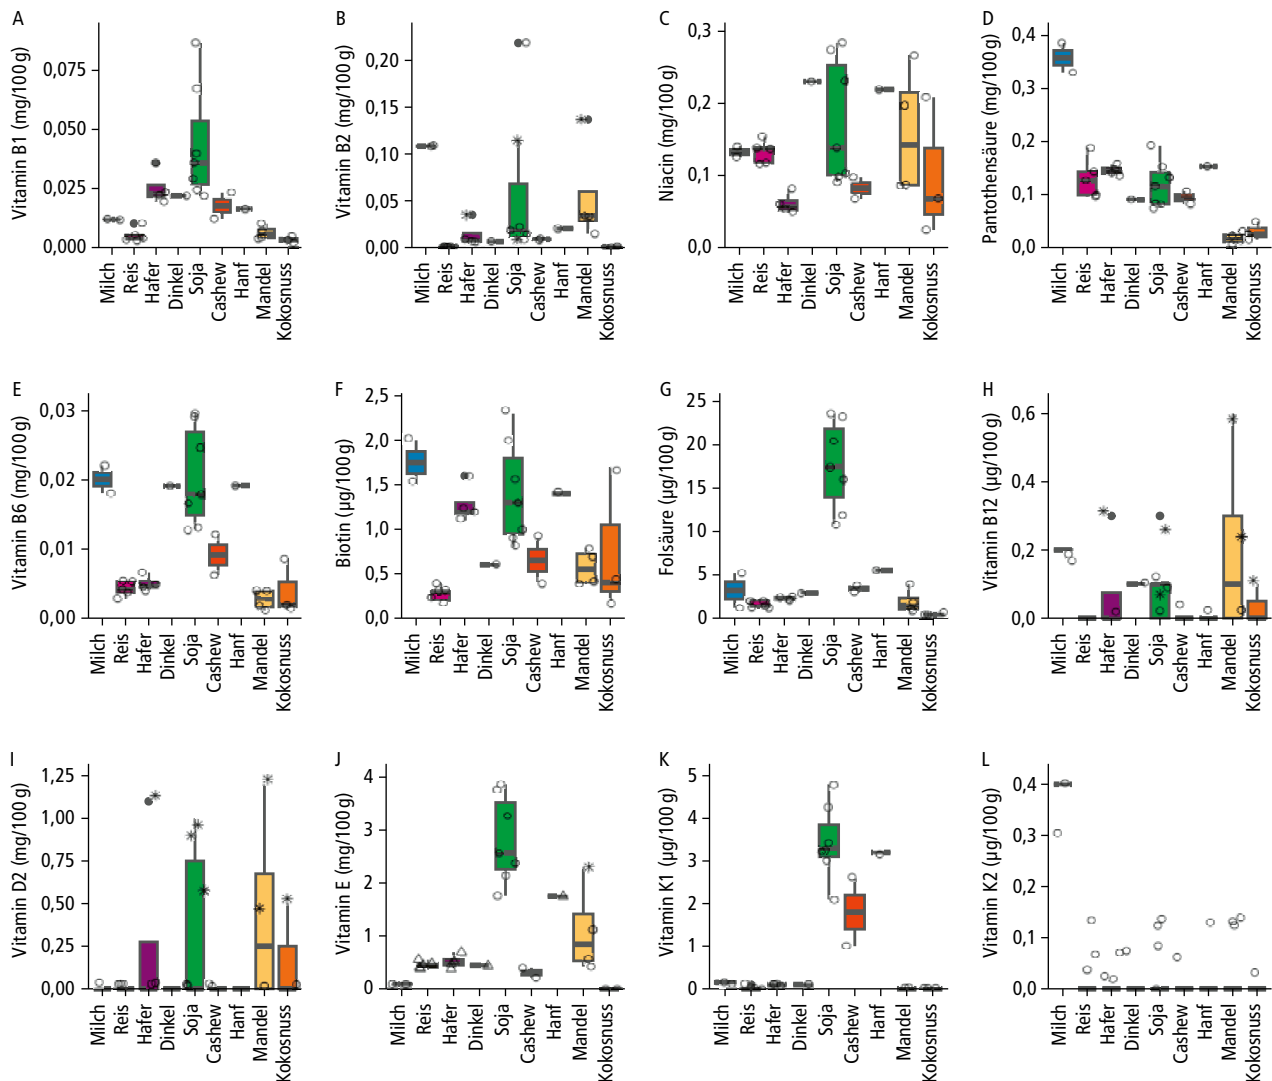 A
Vitamin B1 (mg/100 g)
0,075
0,050
0,025
0,000
Milch
Reis
Hafer
Dinkel
Soja
Cashew
Hanf
Mandel
Kokosnuss
B
Vitamin B2 (mg/100 g)
0,20
0,15
0,10
0,05
0,00
Milch
Reis
Hafer
Dinkel
Soja
Cashew
Hanf
Mandel
Kokosnuss
C
Niacin (mg/100 g)
0,3
0,2
0,1
0,0
Milch
Reis
Hafer
Dinkel
Soja
Cashew
Hanf
Mandel
Kokosnuss
D
Pantothensäure (mg/100 g)
0,4
0,3
0,2
0,1
0,0
Milch
Reis
Hafer
Dinkel
Soja
Cashew
Hanf
Mandel
Kokosnuss
E
Vitamin B6 (mg/100 g)
0,03
0,02
0,01
0,00
Milch
Reis
Hafer
Dinkel
Soja
Cashew
Hanf
Mandel
Kokosnuss
F
Biotin (µg/100 g)
2,5
2,0
1,5
1,0
0,5
0,0
Milch
Reis
Hafer
Dinkel
Soja
Cashew
Hanf
Mandel
Kokosnuss
G
Folsäure (µg/100 g)
25
20
15
10
5
0
Milch
Reis
Hafer
Dinkel
Soja
Cashew
Hanf
Mandel
Kokosnuss
H
Vitamin B12 (µg/100 g)
0,6
0,4
0,2
0,0
Milch
Reis
Hafer
Dinkel
Soja
Cashew
Hanf
Mandel
Kokosnuss
I
Vitamin D2 (mg/100 g)
1,25
1,00
0,75
0,50
0,25
0,00
Milch
Reis
Hafer
Dinkel
Soja
Cashew
Hanf
Mandel
Kokosnuss
J
Vitamin E (mg/100 g)
4
3
2
1
0
Milch
Reis
Hafer
Dinkel
Soja
Cashew
Hanf
Mandel
Kokosnuss
K
Vitamin K1 (µg/100 g)
5
4
3
2
1
0
Milch
Reis
Hafer
Dinkel
Soja
Cashew
Hanf
Mandel
Kokosnuss
L
Vitamin K2 (µg/100 g)
0,4
0,3
0,2
0,1
0,0
Milch
Reis
Hafer
Dinkel
Soja
Cashew
Hanf
Mandel
Kokosnuss